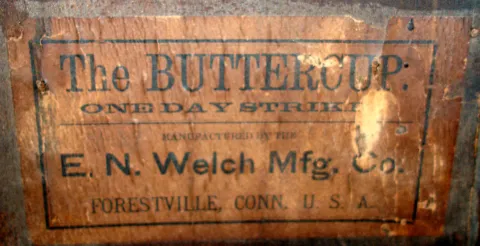 The BUTTERCUP.
ONE DAY STRIKE
MANUFACTURED BY THE
E. N. Welch Mfg. Co.
FORESTVILLE, CONN. U. S. A.